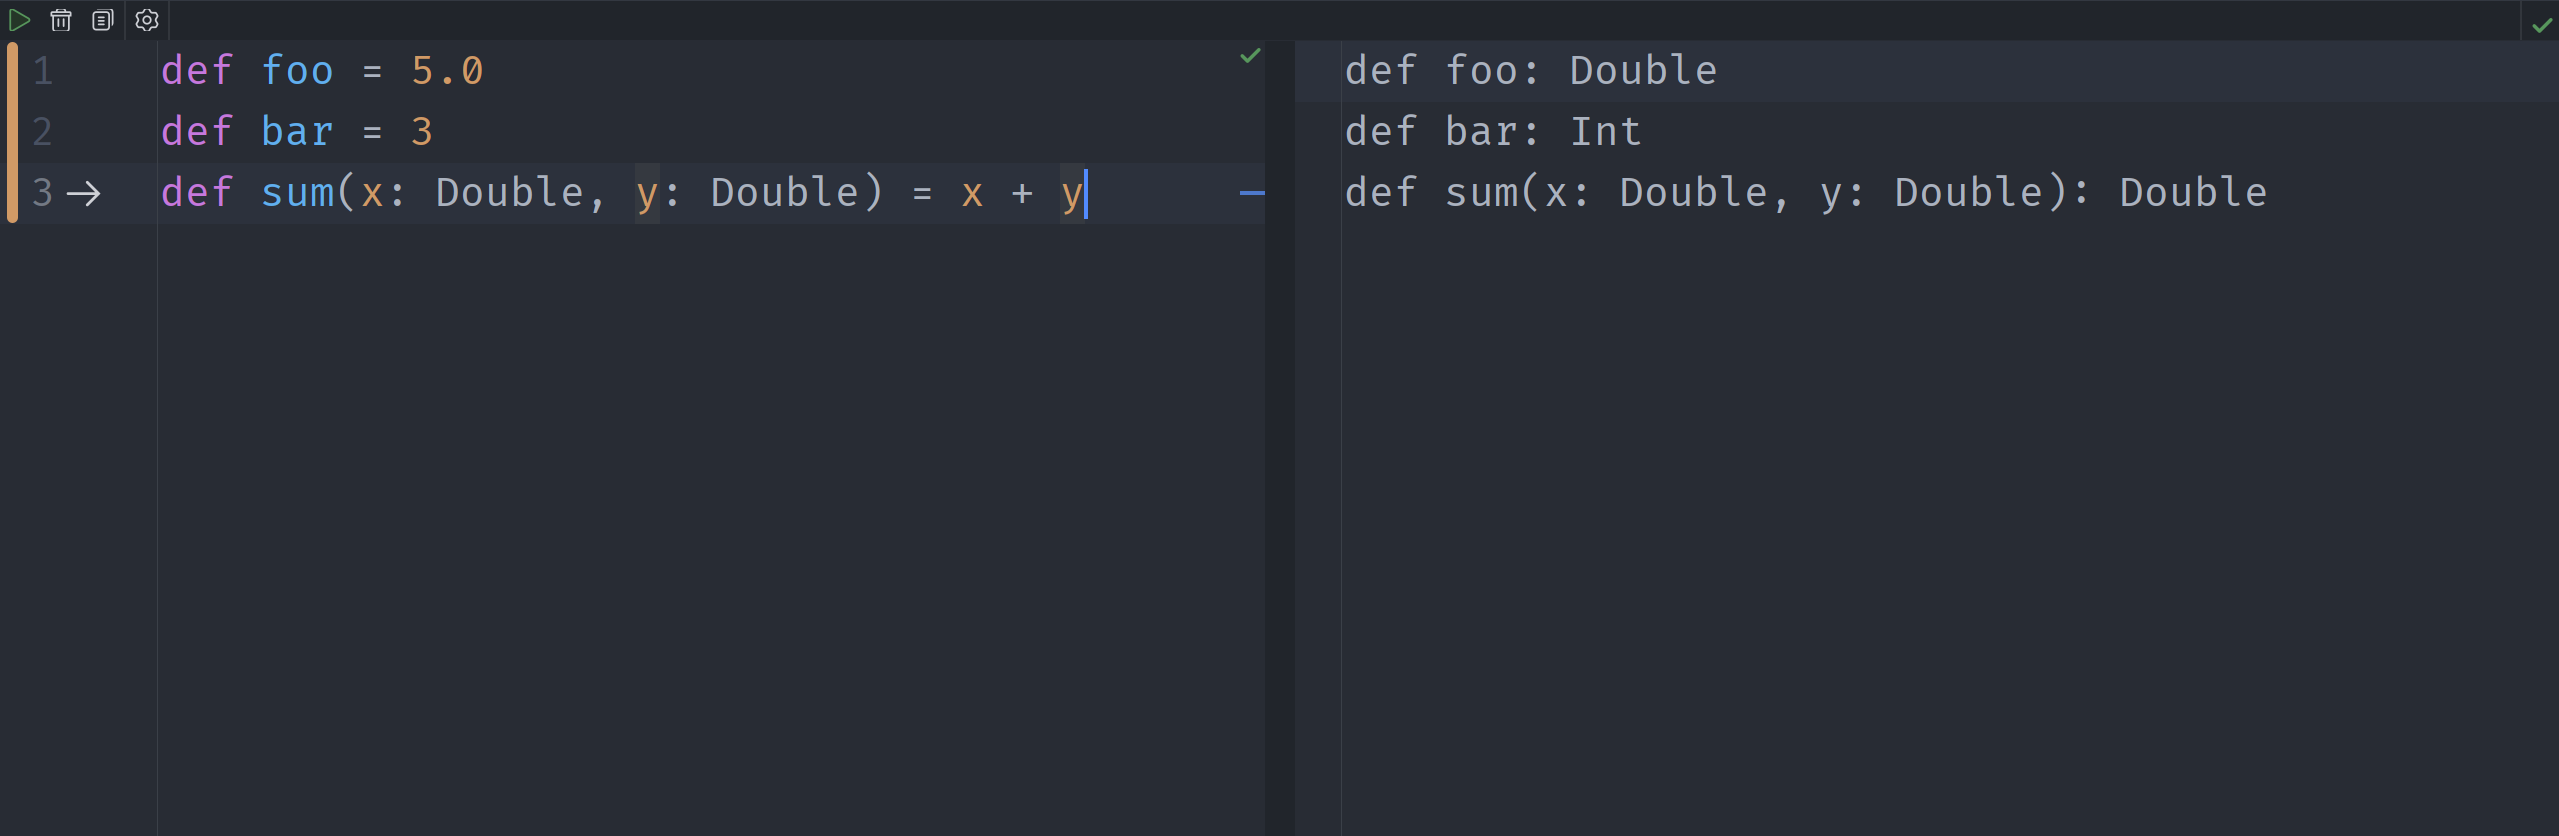 1 def foo = 5.0
2 def bar = 3
3 def sum(x: Double, y: Double) = x + y
def foo: Double
def bar: Int
def sum(x: Double, y: Double): Double